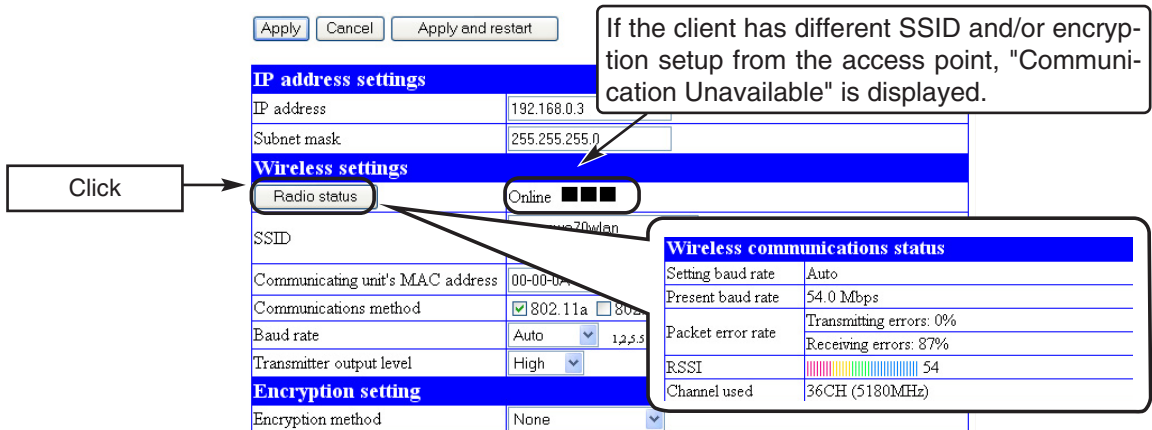 Apply Cancel Apply and restart
If the client has different SSID and/or encryp-
tion setup from the access point, "Communi-
cation Unavailable" is displayed.
IP address settings
IP address 192.168.0.3
Subnet mask 255.255.255.0
Wireless settings
Click
Radio status Online
SSID
Communicating unit's MAC address 00-00-0A
Communications method 802.11a
Baud rate Auto 1,2,5.5
Transmitter output level High
Encryption setting
Encryption method None
Wireless communications status
Setting baud rate Auto
Present baud rate 54.0 Mbps
Packet error rate Transmitting errors: 0%
Receiving errors: 87%
RSSI 54
Channel used 36CH (5180MHz)